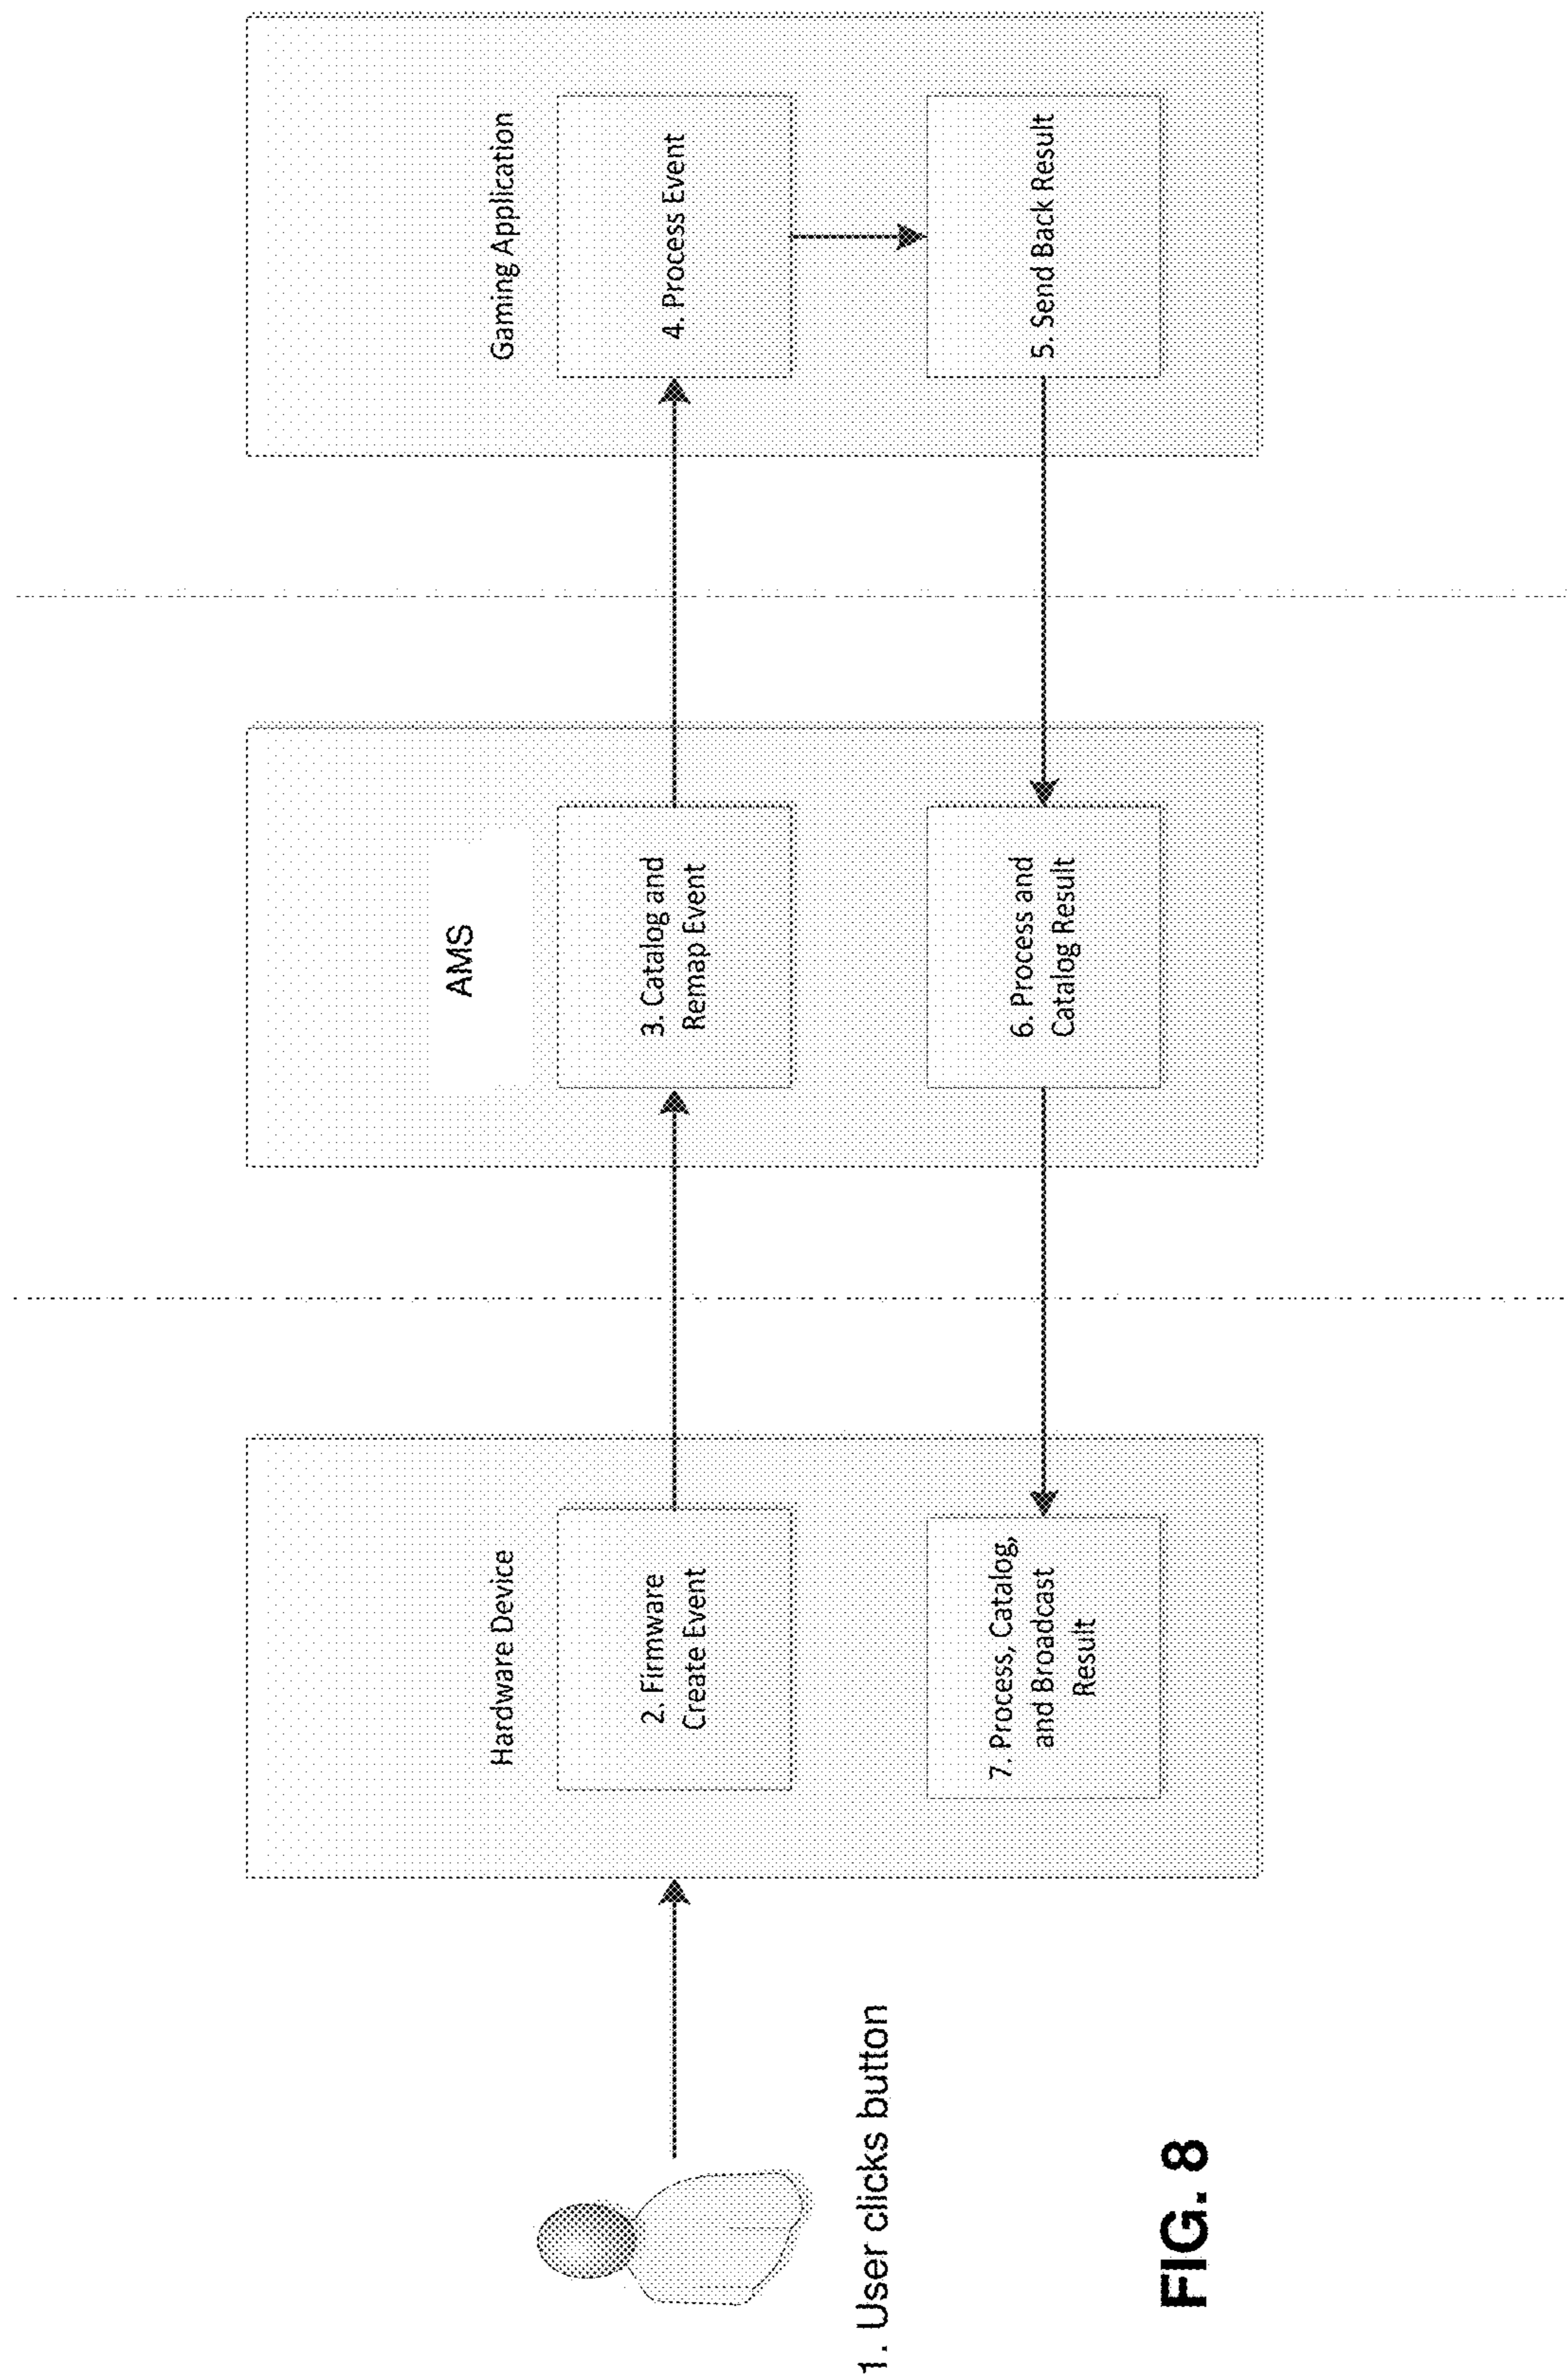 Hardware Device
AMS
Gaming Application
2. Firmware
Create Event
3. Catalog and
Remap Event
4. Process Event
1. User clicks button
7. Process, Catalog,
and Broadcast
Result
6. Process and
Catalog Result
5. Send Back Result
FIG. 8